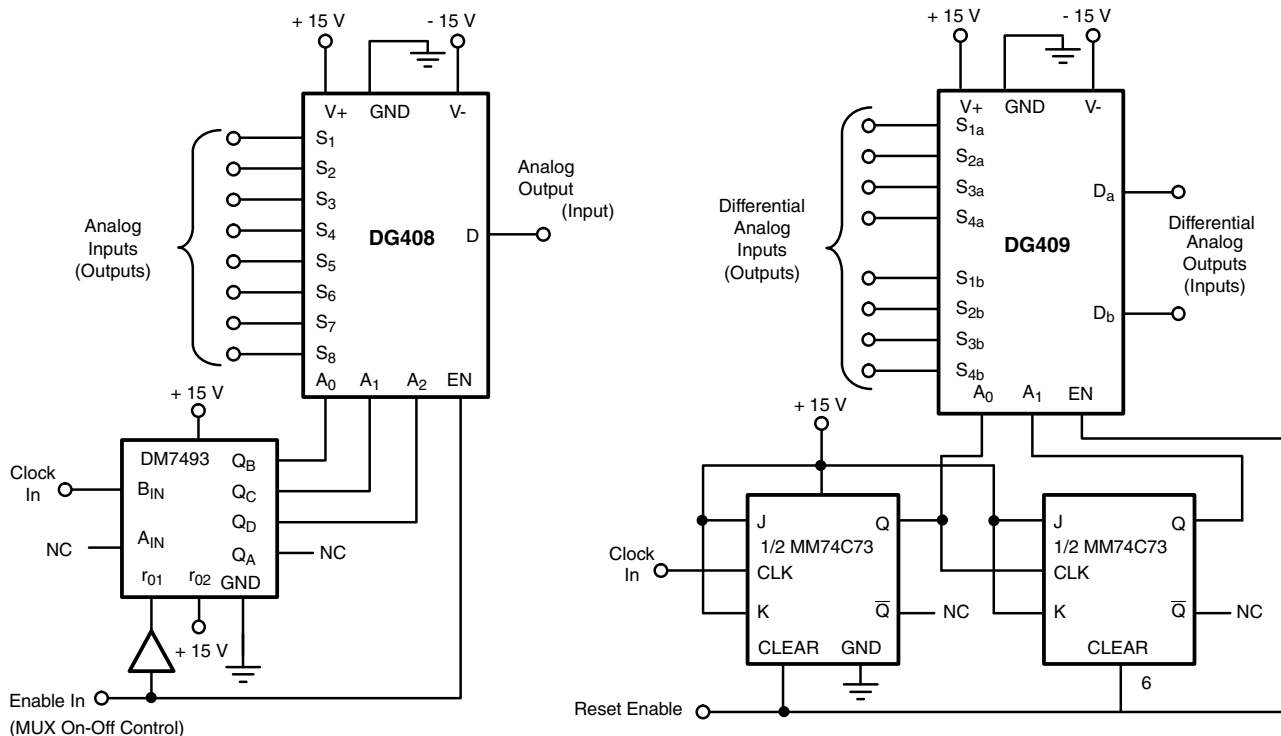 + 15 V
- 15 V
V+
GND
V-
S1
S2
S3
S4
S5
S6
S7
S8
Analog
Inputs
(Outputs)
DG408
D
Analog
Output
(Input)
A0
A1
A2
EN
+ 15 V
DM7493
Clock
In
BIN
NC
AIN
QB
QC
QD
QA
NC
r01
r02
GND
+ 15 V
Enable In
(MUX On-Off Control)
+ 15 V
- 15 V
V+
GND
V-
S1a
S2a
S3a
S4a
S1b
S2b
S3b
S4b
Differential
Analog
Inputs
(Outputs)
DG409
Da
Db
Differential
Analog
Outputs
(Inputs)
A0
A1
EN
+ 15 V
J
Q
1/2 MM74C73
Clock
In
CLK
K
Q
NC
CLEAR
GND
J
Q
1/2 MM74C73
CLK
K
Q
NC
CLEAR
6
Reset Enable